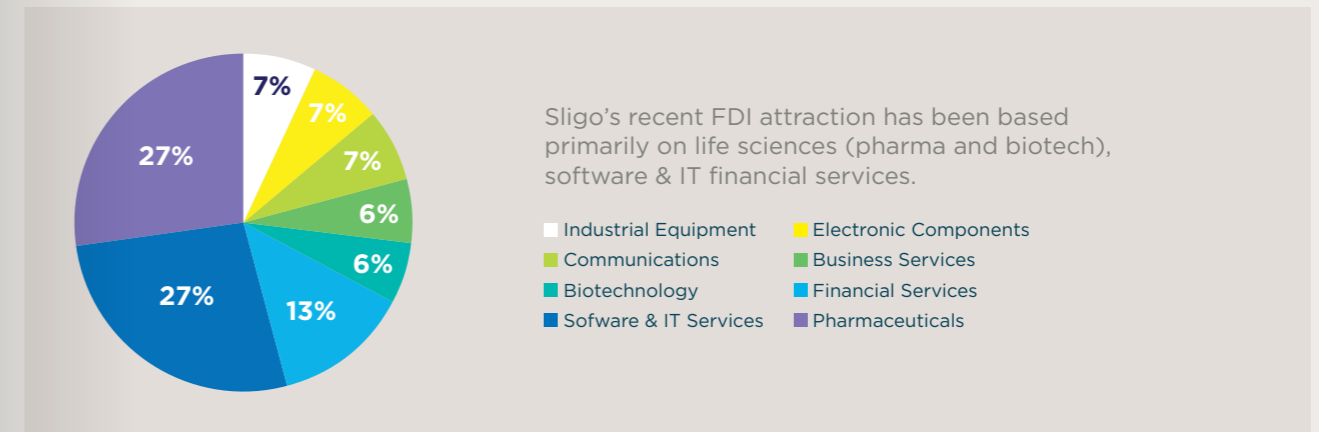 7%
7%
7%
6%
6%
13%
27%
27%
Sligo's recent FDI attraction has been based
primarily on life sciences (pharma and biotech),
software & IT financial services.
Industrial Equipment
Electronic Components
Communications
Business Services
Biotechnology
Financial Services
Sofware & IT Services
Pharmaceuticals